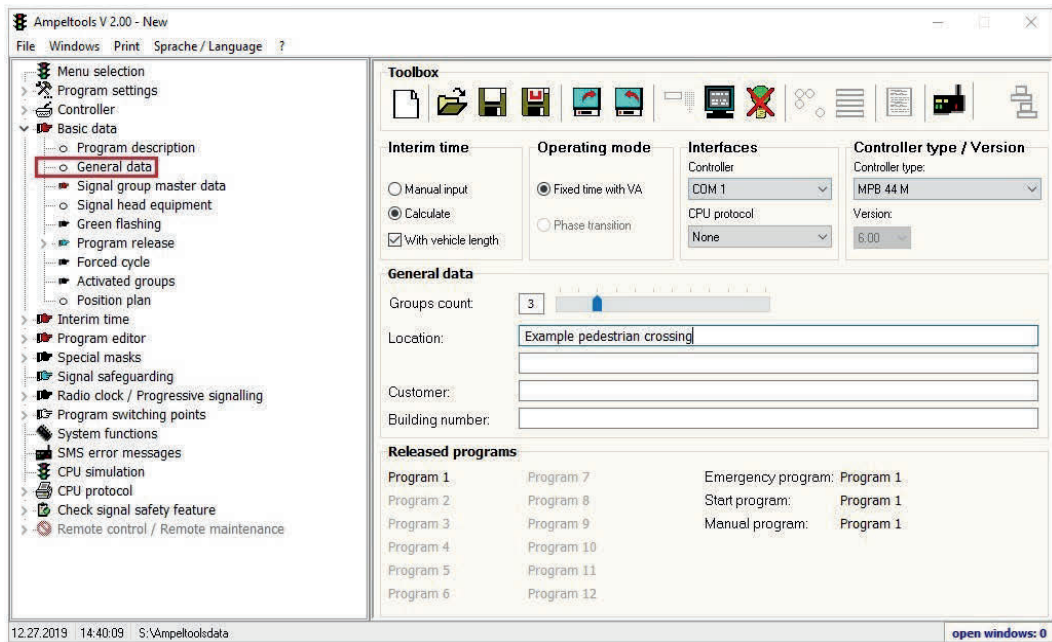 Ampeltools V 2.00 - New
File Windows Print Sprache / Language ?
Menu selection
Program settings
Controller
Basic data
Program description
General data
Signal group master data
Signal head equipment
Green flashing
Program release
Forced cycle
Activated groups
Position plan
Interim time
Program editor
Special masks
Signal safeguarding
Radio clock / Progressive signalling
Program switching points
System functions
SMS error messages
CPU simulation
CPU protocol
Check signal safety feature
Remote control / Remote maintenance
Toolbox
Interim time
Manual input
Calculate
With vehicle length
Operating mode
Fixed time with VA
Phase transition
Interfaces
Controller
COM 1
CPU protocol
None
Controller type / Version
Controller type:
MPB 44 M
Version:
6.00
General data
Groups count: 3
Location: Example pedestrian crossing
Customer:
Building number:
Released programs
Program 1 Program 7 Emergency program: Program 1
Program 2 Program 8 Start program: Program 1
Program 3 Program 9 Manual program: Program 1
Program 4 Program 10
Program 5 Program 11
Program 6 Program 12
12.27.2019 14:40:09 S:\Ampeltoolsdata open windows: 0